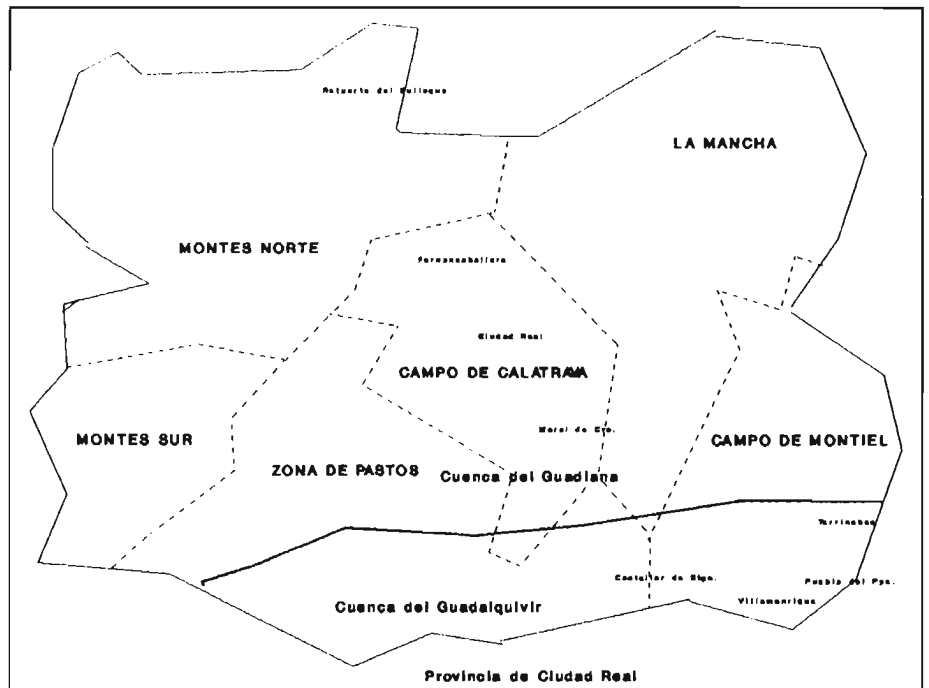 Retuerta del Bullaque
LA MANCHA
MONTES NORTE
Fernancaballero
Ciudad Real
CAMPO DE CALATRAVA
Moral de Cva.
MONTES SUR
CAMPO DE MONTIEL
ZONA DE PASTOS
Cuenca del Guadiana
Terrinches
Castellar de Stgo.
Puebla del Ppe.
Villamanrique
Cuenca del Guadalquivir
Provincia de Ciudad Real